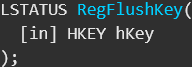 LSTATUS RegFlushKey(
  [in] HKEY hKey
);